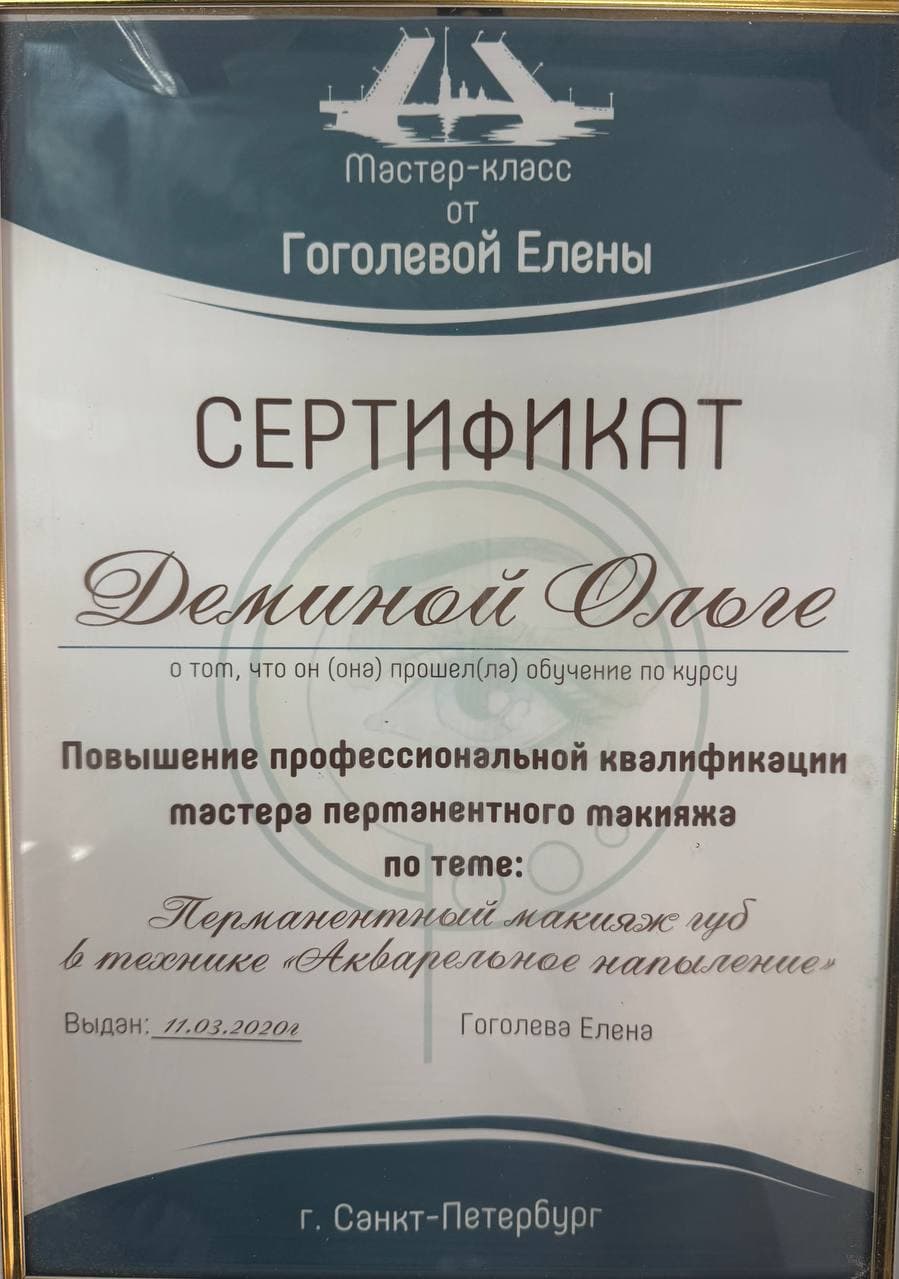 Мастер-класс
от
Гоголевой Елены
СЕРТИФИКАТ
Деминой Ольге
о том, что он (она) прошел(ла) обучение по курсу
Повышение профессиональной квалификации
мастера перманентного макияжа
по теме:
Перманентный макияж губ
в технике «Акварельное напыление»
Выдан: 11.03.2020г Гоголева Елена
г. Санкт-Петербург